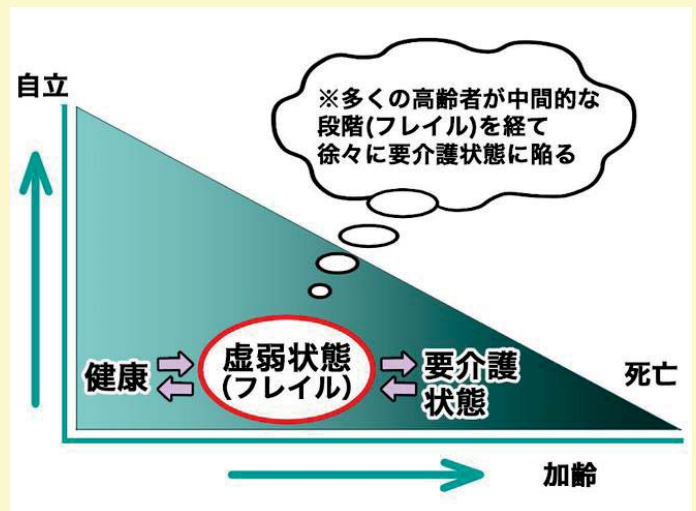 自立
※多くの高齢者が中間的な
段階(フレイル)を経て
徐々に要介護状態に陥る
健康
虚弱状態
(フレイル)
要介護
状態
死亡
加齢